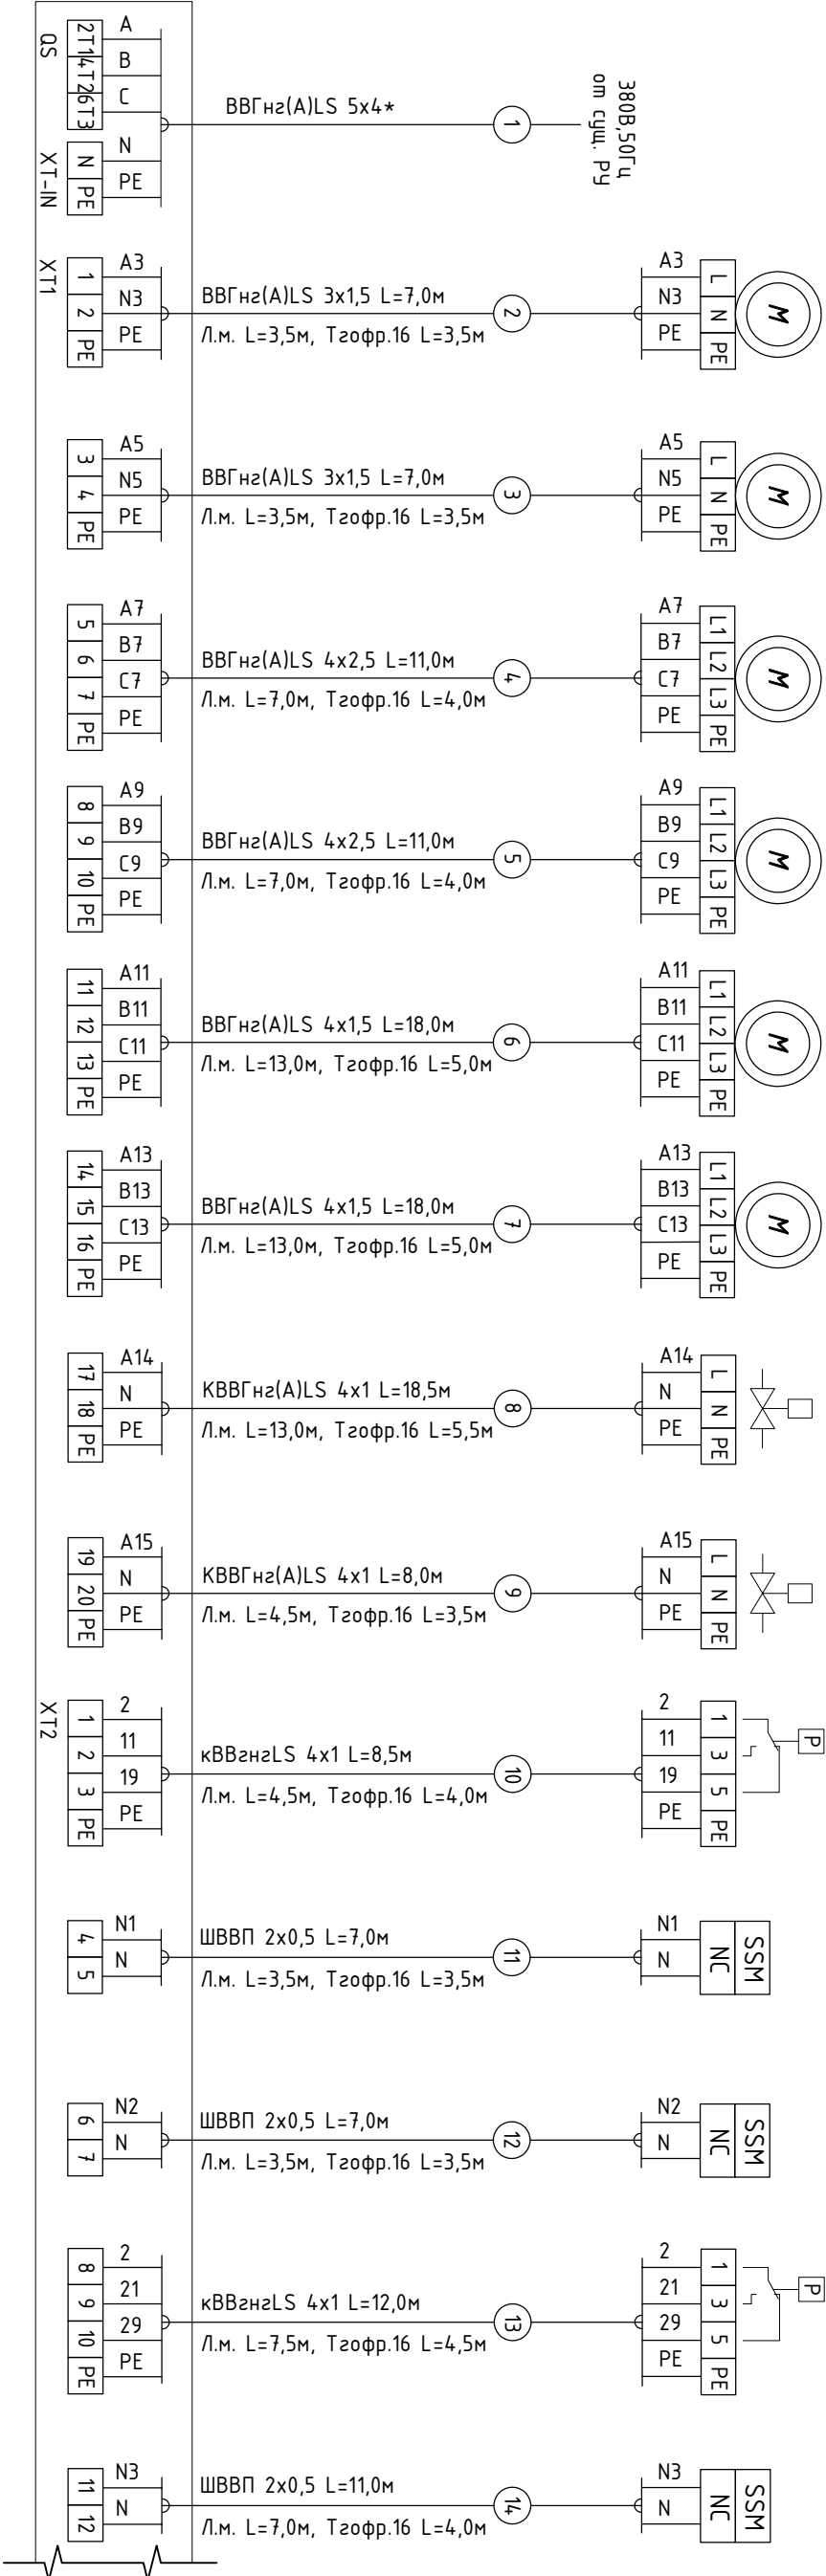 QS
2T1 4T2 6T3
A
B
C
ВВГнг(А)LS 5x4*
1
380В,50Гц
от сущ. РУ
XT-IN
N PE
N
PE
XT1
1 2 PE
A3
N3
PE
ВВГнг(А)LS 3x1,5 L=7,0м
Л.м. L=3,5м, Тгофр.16 L=3,5м
2
A3
N3
PE
L N PE
M
3 4 PE
A5
N5
PE
ВВГнг(А)LS 3x1,5 L=7,0м
Л.м. L=3,5м, Тгофр.16 L=3,5м
3
A5
N5
PE
L N PE
M
5 6 7 PE
A7
B7
C7
PE
ВВГнг(А)LS 4x2,5 L=11,0м
Л.м. L=7,0м, Тгофр.16 L=4,0м
4
A7
B7
C7
PE
L1 L2 L3 PE
M
8 9 10 PE
A9
B9
C9
PE
ВВГнг(А)LS 4x2,5 L=11,0м
Л.м. L=7,0м, Тгофр.16 L=4,0м
5
A9
B9
C9
PE
L1 L2 L3 PE
M
11 12 13 PE
A11
B11
C11
PE
ВВГнг(А)LS 4x1,5 L=18,0м
Л.м. L=13,0м, Тгофр.16 L=5,0м
6
A11
B11
C11
PE
L1 L2 L3 PE
M
14 15 16 PE
A13
B13
C13
PE
ВВГнг(А)LS 4x1,5 L=18,0м
Л.м. L=13,0м, Тгофр.16 L=5,0м
7
A13
B13
C13
PE
L1 L2 L3 PE
M
17 18 PE
A14
N
PE
КВВГнг(А)LS 4x1 L=18,5м
Л.м. L=13,0м, Тгофр.16 L=5,5м
8
A14
N
PE
L N PE
19 20 PE
A15
N
PE
КВВГнг(А)LS 4x1 L=8,0м
Л.м. L=4,5м, Тгофр.16 L=3,5м
9
A15
N
PE
L N PE
XT2
1 2 3 PE
2
11
19
PE
кВВгнгLS 4x1 L=8,5м
Л.м. L=4,5м, Тгофр.16 L=4,0м
10
2
11
19
PE
1 3 5 PE
P
4 5
N1
N
ШВВП 2x0,5 L=7,0м
Л.м. L=3,5м, Тгофр.16 L=3,5м
11
N1
N
NC
SSM
6 7
N2
N
ШВВП 2x0,5 L=7,0м
Л.м. L=3,5м, Тгофр.16 L=3,5м
12
N2
N
NC
SSM
8 9 10 PE
2
21
29
PE
кВВгнгLS 4x1 L=12,0м
Л.м. L=7,5м, Тгофр.16 L=4,5м
13
2
21
29
PE
1 3 5 PE
P
11 12
N3
N
ШВВП 2x0,5 L=11,0м
Л.м. L=7,0м, Тгофр.16 L=4,0м
14
N3
N
NC
SSM